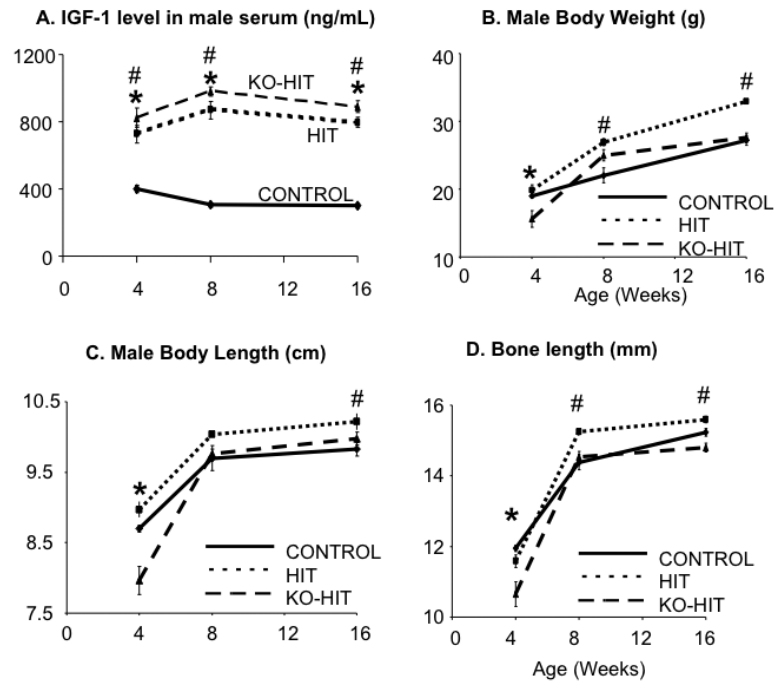 A. IGF-1 level in male serum (ng/mL)
1200
800
400
0
0 4 8 12 16
# # #
* * *
KO-HIT
HIT
CONTROL
B. Male Body Weight (g)
40
30
20
10
0 4 8 12 16
Age (Weeks)
* # #
CONTROL
HIT
KO-HIT
C. Male Body Length (cm)
10.5
9.5
8.5
7.5
0 4 8 12 16
* #
CONTROL
HIT
KO-HIT
D. Bone length (mm)
16
14
12
10
0 4 8 12 16
Age (Weeks)
* # #
CONTROL
HIT
KO-HIT